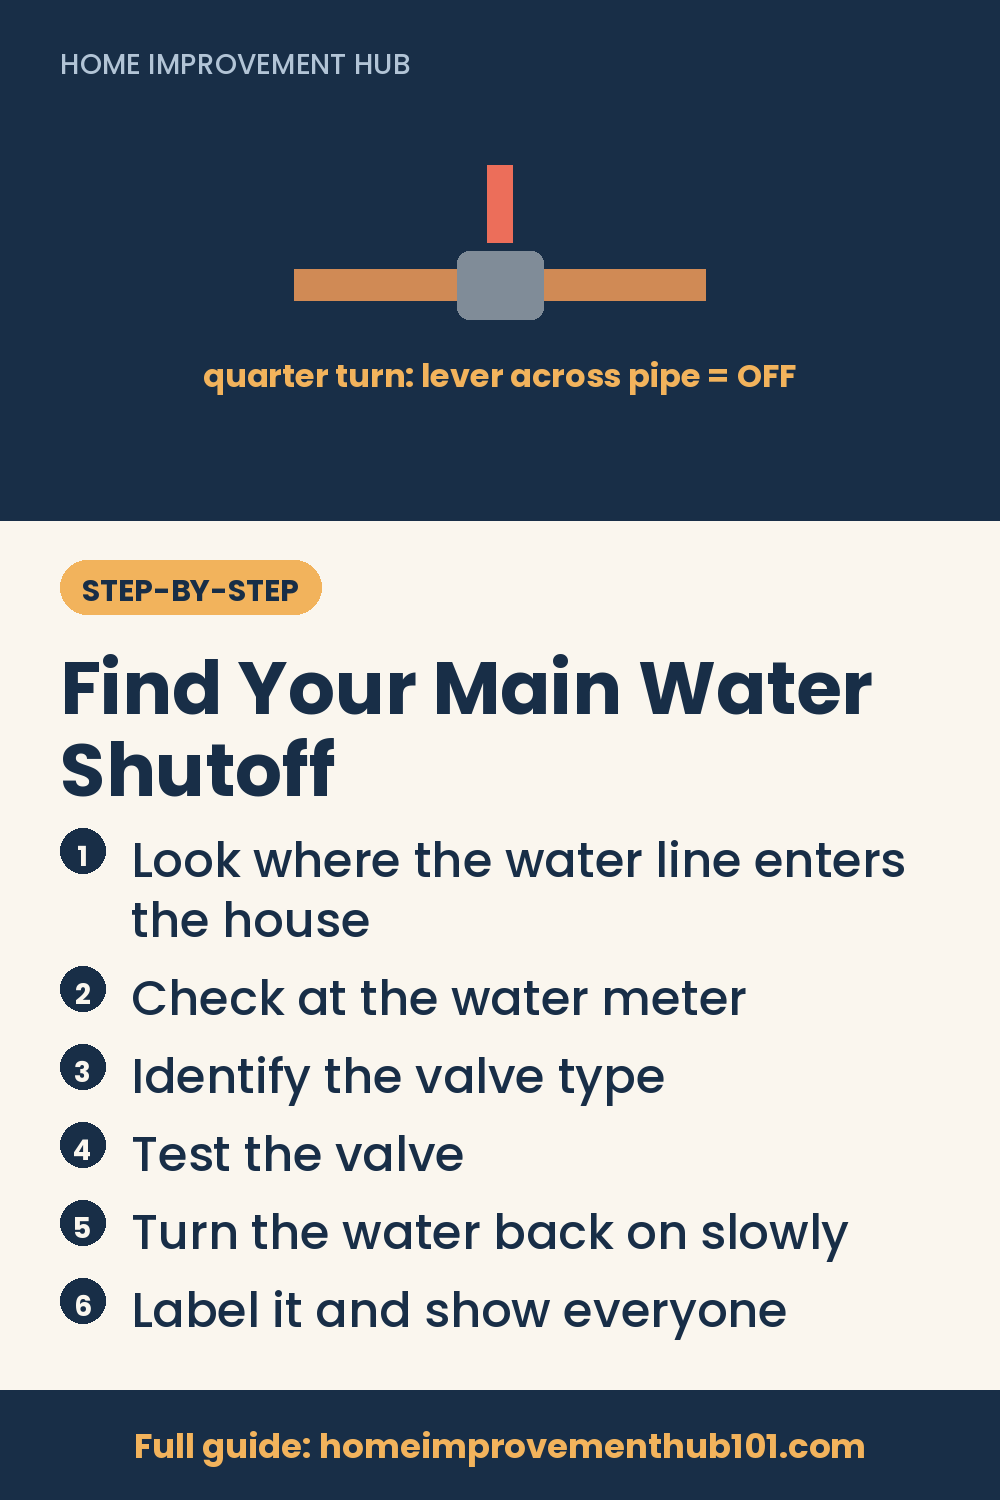 HOME IMPROVEMENT HUB
quarter turn: lever across pipe = OFF
STEP-BY-STEP
Find Your Main Water
Shutoff
1 Look where the water line enters
the house
2 Check at the water meter
3 Identify the valve type
4 Test the valve
5 Turn the water back on slowly
6 Label it and show everyone
Full guide: homeimprovementhub101.com